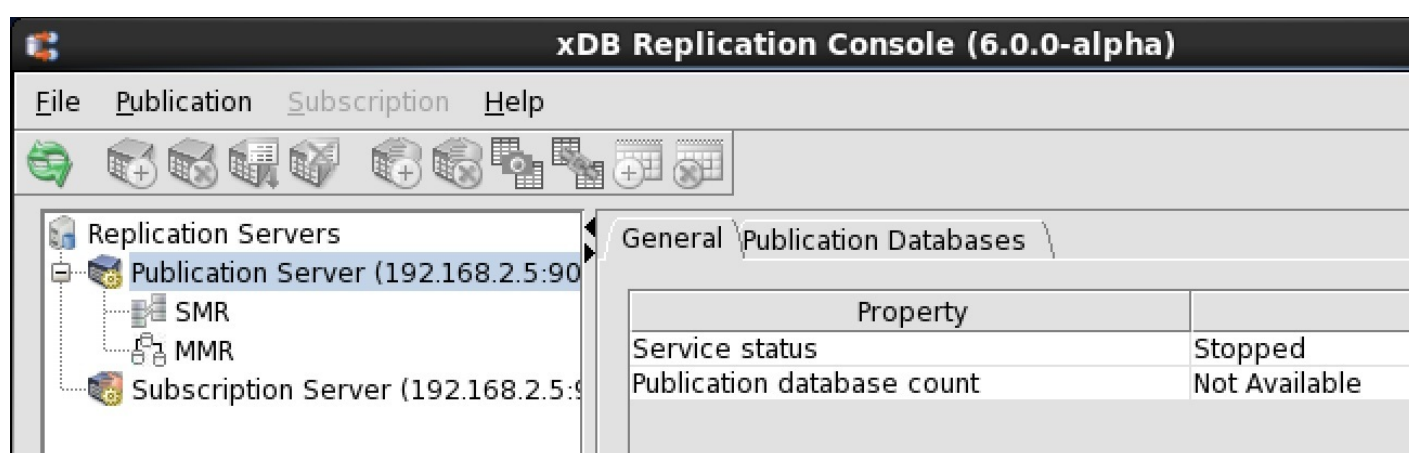 xDB Replication Console (6.0.0-alpha)
File Publication Subscription Help
Replication Servers
Publication Server (192.168.2.5:90
SMR
MMR
Subscription Server (192.168.2.5:9
General Publication Databases
Property
Service status Stopped
Publication database count Not Available